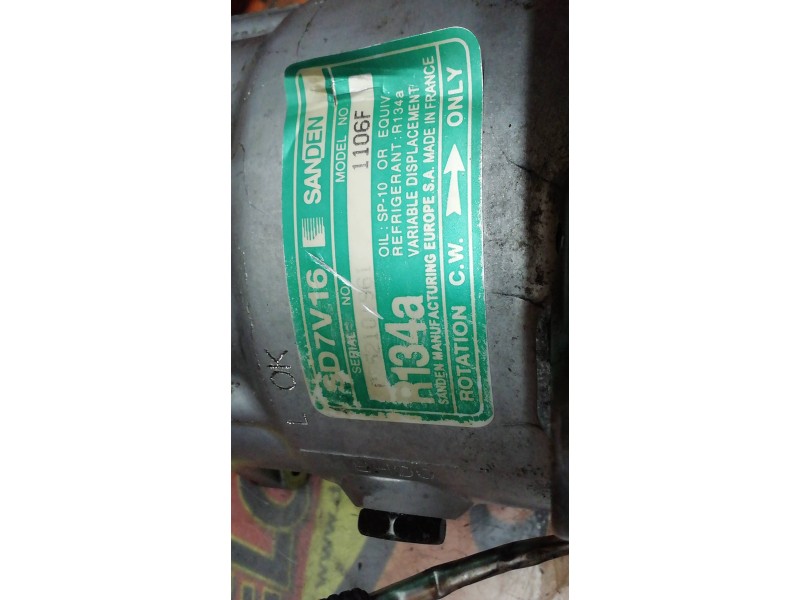 SD7V16 SANDEN
SERIAL NO. MODEL NO
1106F
R134a
OIL: SP-10 OR EQUIV.
REFRIGERANT: R134a
VARIABLE DISPLACEMENT
SANDEN MANUFACTURING EUROPE S.A. MADE IN FRANCE
ROTATION C.W. ONLY
L OK